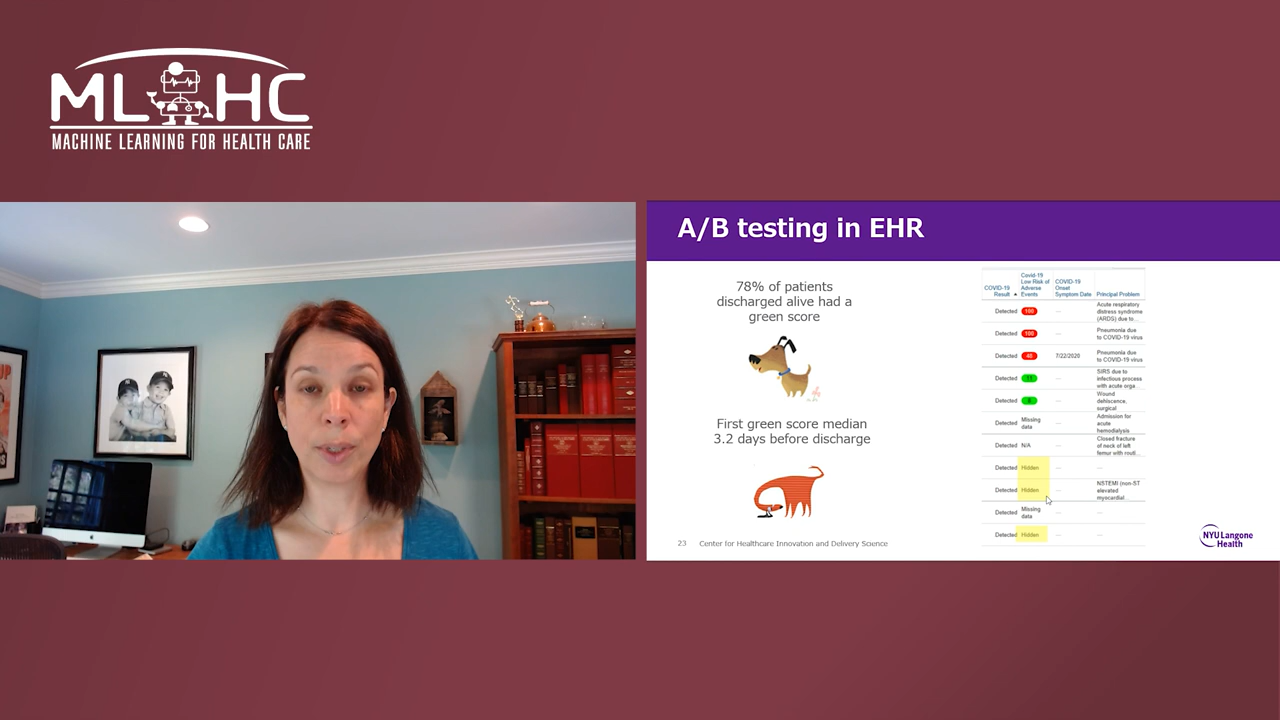 ML HC
MACHINE LEARNING FOR HEALTH CARE
UP
A/B testing in EHR
78% of patients
discharged alive had a
green score
First green score median
3.2 days before discharge
COVID-19
Result
Covid-19
Low Risk of
Adverse
Events
COVID-19
Onset
Symptom Date
Principal Problem
Detected 100 --- Acute respiratory
distress syndrome
(ARDS) due to...
Detected 100 --- Pneumonia due
to COVID-19 virus
Detected 40 7/22/2020 Pneumonia due
to COVID-19 virus
Detected 11 --- SIRS due to
infectious process
with acute orga...
Detected --- Wound
dehiscence,
surgical
Detected Missing
data --- Admission for
acute
hemodialysis
Detected N/A --- Closed fracture
of neck of left
femur with routi...
Detected Hidden --- ---
Detected Hidden --- NSTEMI (non-ST
elevated
myocardial
Detected Missing
data --- ---
Detected Hidden --- ---
23 Center for Healthcare Innovation and Delivery Science
NYU Langone
Health